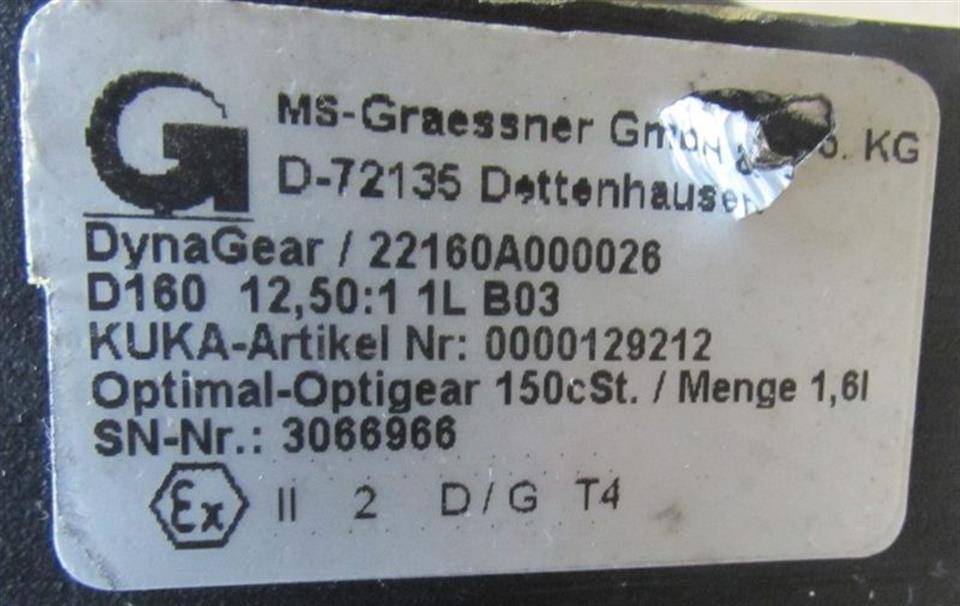 G
MS-Graessner GmbH KG
D-72135 Dettenhausen
DynaGear / 22160A000026
D160 12,50:1 1L B03
KUKA-Artikel Nr: 0000129212
Optimal-Optigear 150cSt. / Menge 1,6l
SN-Nr.: 3066966
Ex II 2 D/G T4